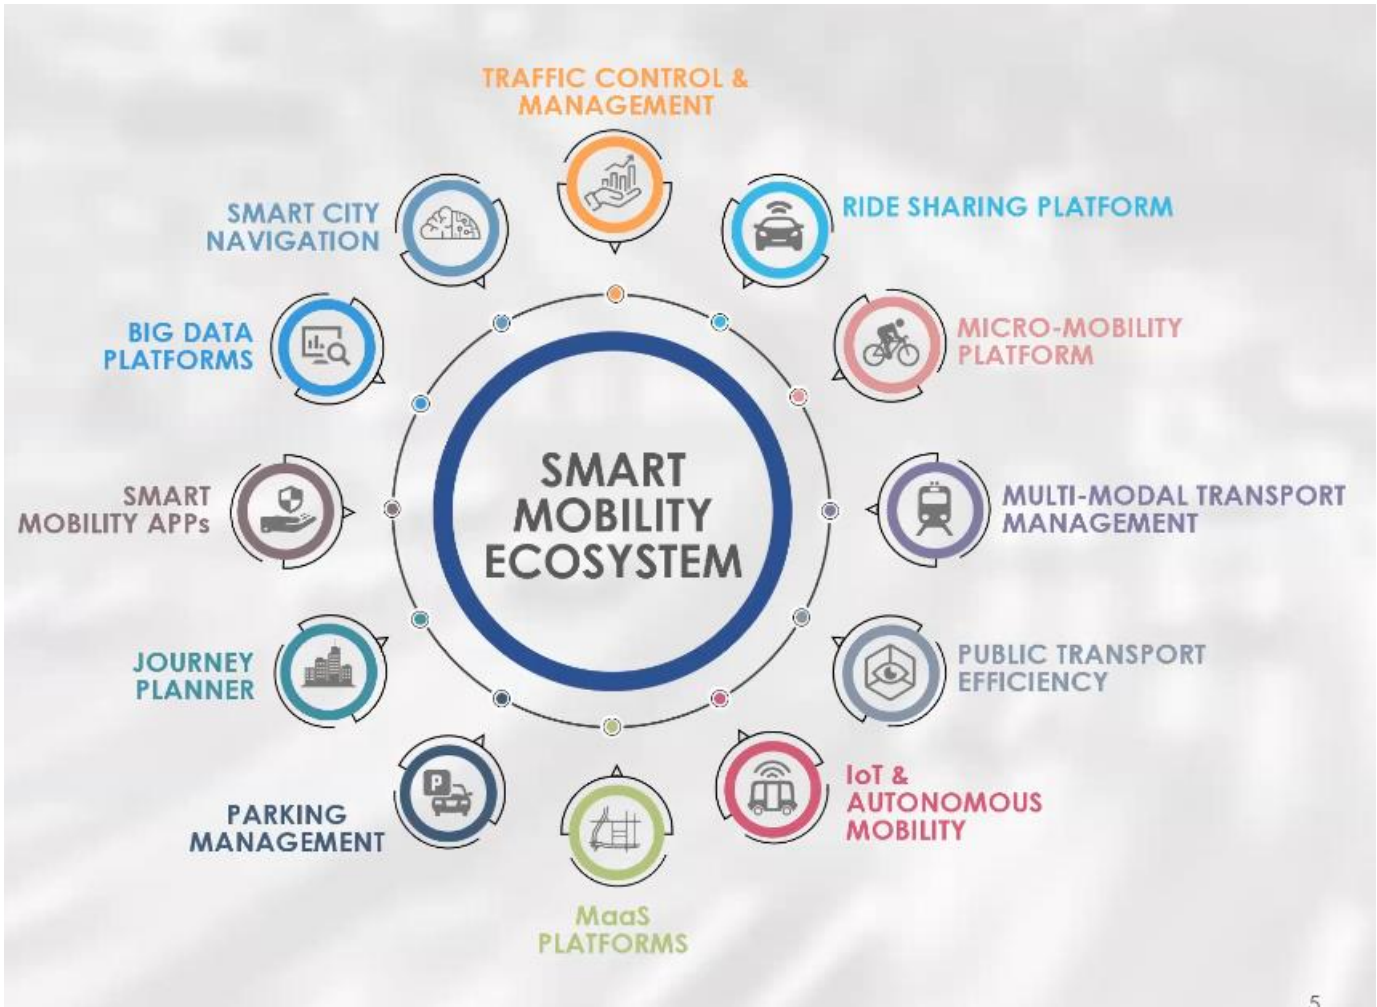 TRAFFIC CONTROL &
MANAGEMENT
RIDE SHARING PLATFORM
MICRO-MOBILITY
PLATFORM
MULTI-MODAL TRANSPORT
MANAGEMENT
PUBLIC TRANSPORT
EFFICIENCY
IoT &
AUTONOMOUS
MOBILITY
MaaS
PLATFORMS
P
PARKING
MANAGEMENT
JOURNEY
PLANNER
SMART
MOBILITY APPs
BIG DATA
PLATFORMS
SMART CITY
NAVIGATION
SMART
MOBILITY
ECOSYSTEM
5